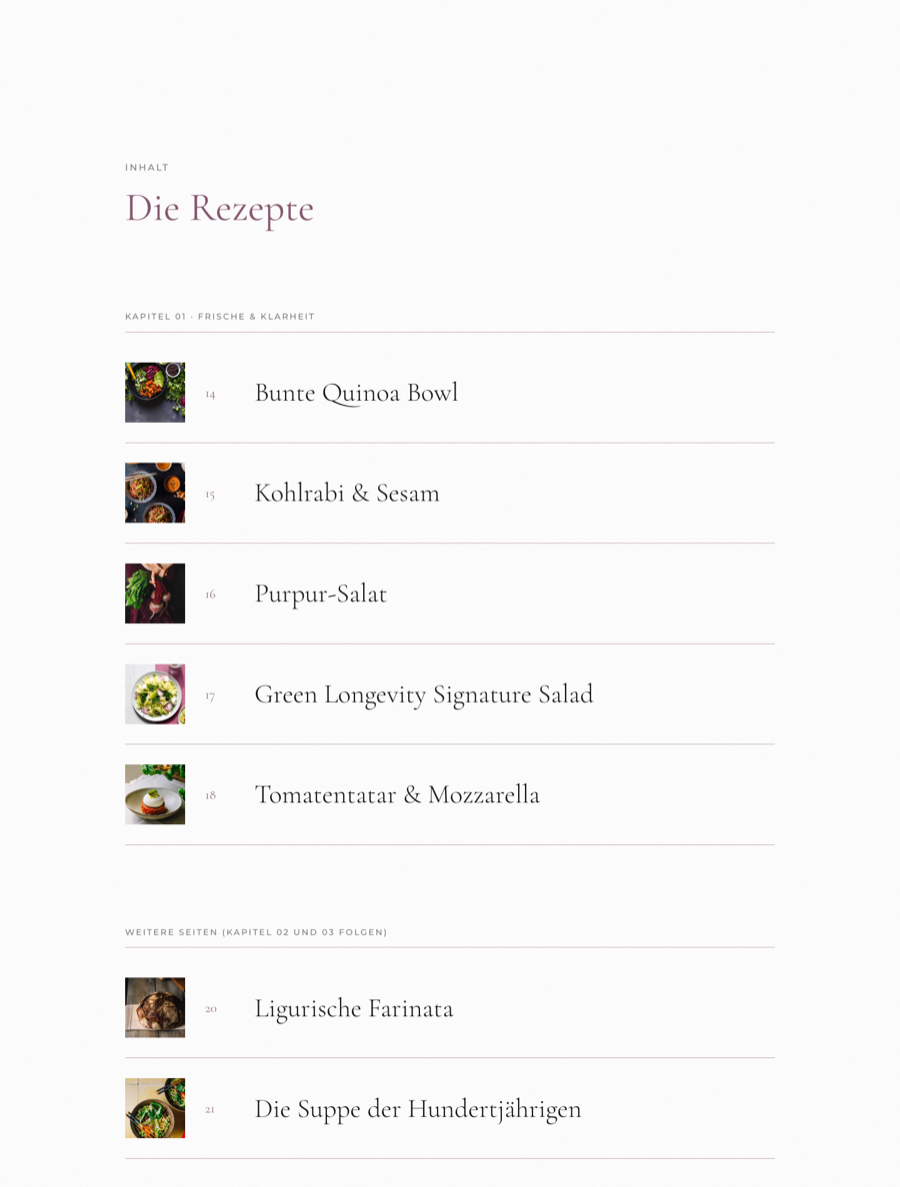 INHALT
Die Rezepte
KAPITEL 01 · FRISCHE & KLARHEIT
14 Bunte Quinoa Bowl
15 Kohlrabi & Sesam
16 Purpur-Salat
17 Green Longevity Signature Salad
18 Tomatentatar & Mozzarella
WEITERE SEITEN (KAPITEL 02 UND 03 FOLGEN)
20 Ligurische Farinata
21 Die Suppe der Hundertjährigen